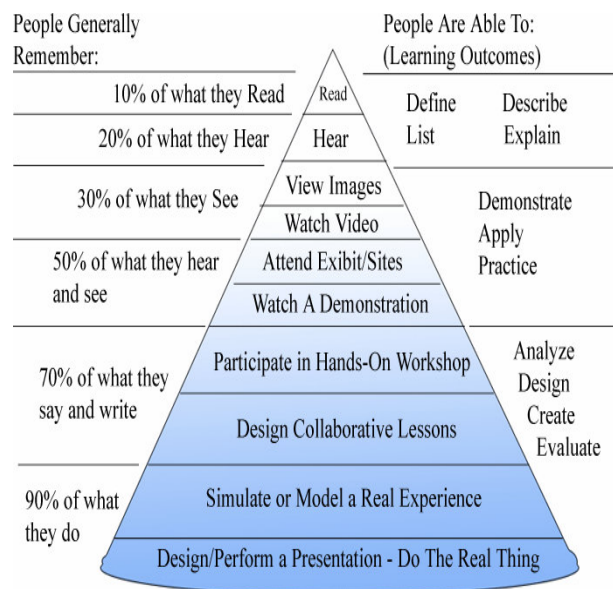 People Generally
Remember:
People Are Able To:
(Learning Outcomes)
10% of what they Read
Read
Define
List
Describe
Explain
20% of what they Hear
Hear
30% of what they See
View Images
Watch Video
Demonstrate
Apply
Practice
50% of what they hear
and see
Attend Exibit/Sites
Watch A Demonstration
70% of what they
say and write
Participate in Hands-On Workshop
Design Collaborative Lessons
Analyze
Design
Create
Evaluate
90% of what
they do
Simulate or Model a Real Experience
Design/Perform a Presentation - Do The Real Thing